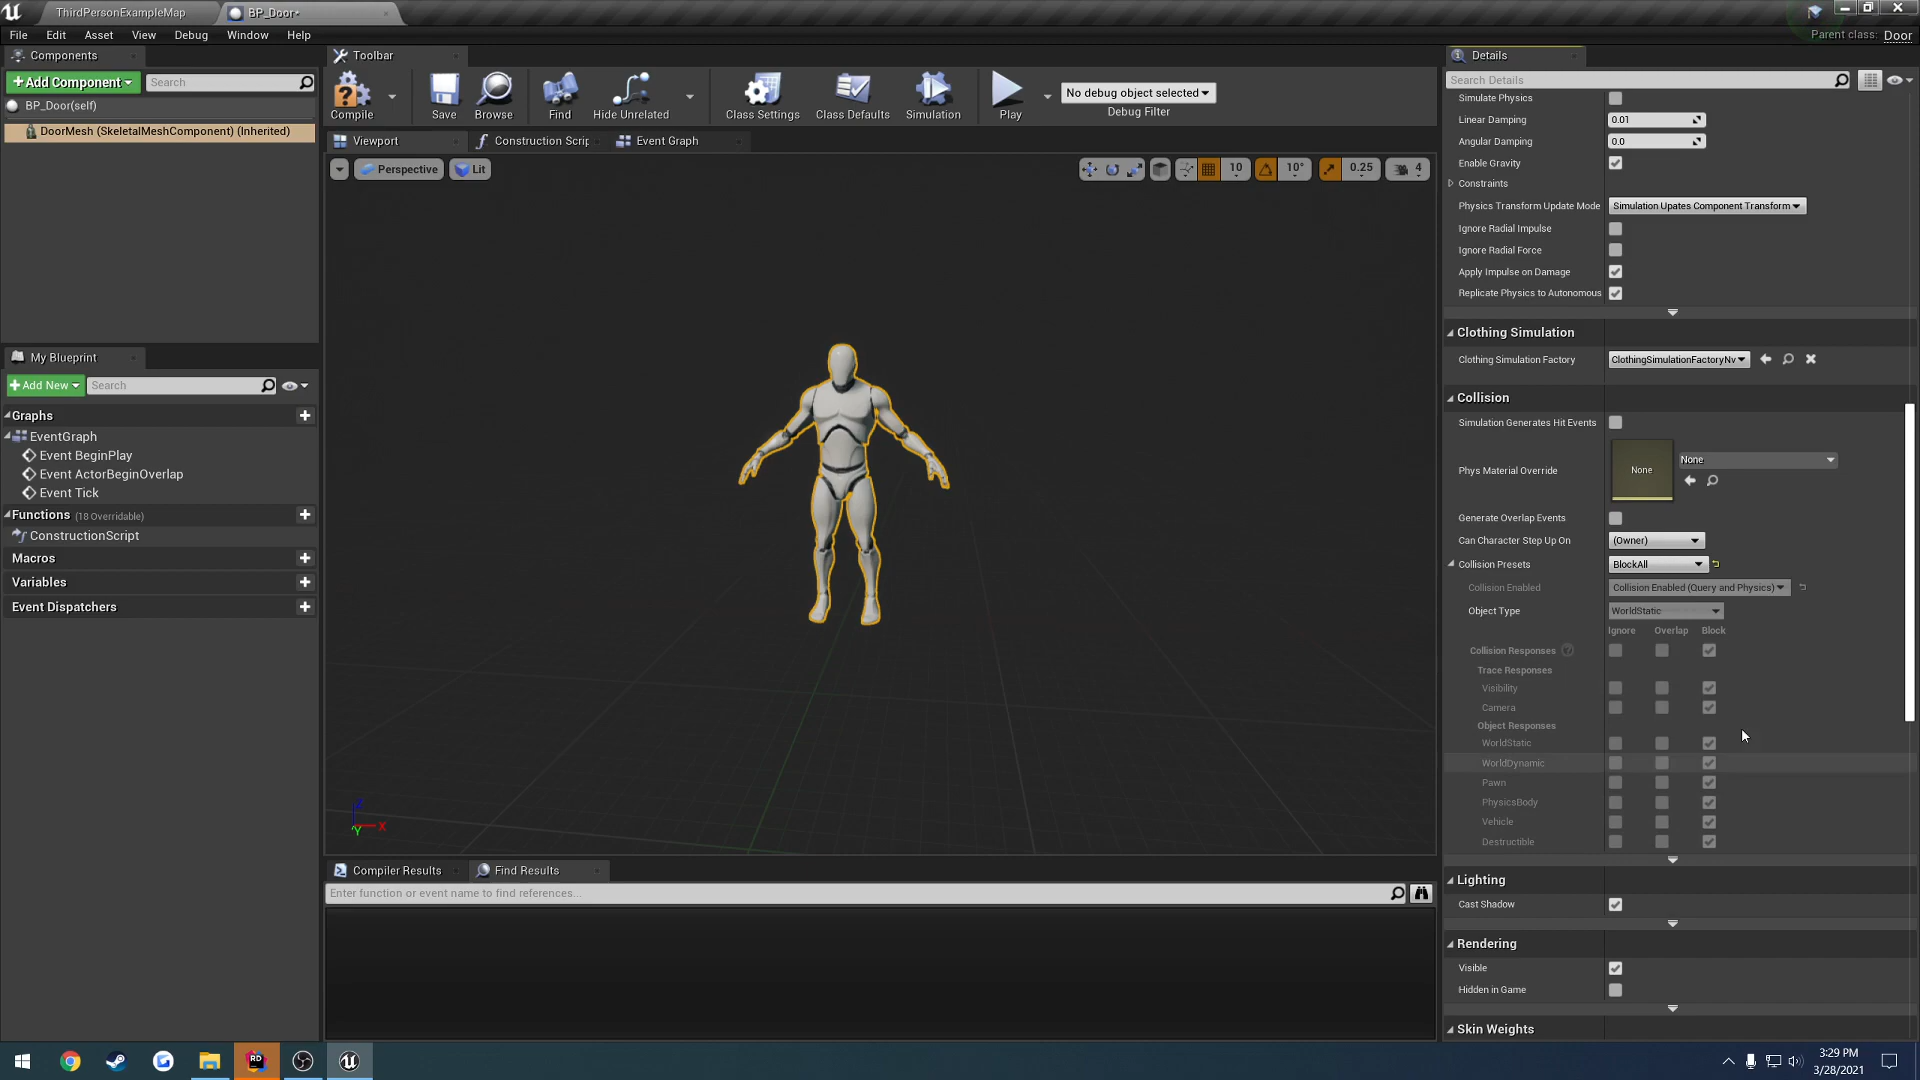 ThirdPersonExampleMap
BP_Door*
File Edit Asset View Debug Window Help
Parent class: Door
Components
+Add Component
Search
BP_Door(self)
DoorMesh (SkeletalMeshComponent) (Inherited)
My Blueprint
+Add New
Search
Graphs
EventGraph
Event BeginPlay
Event ActorBeginOverlap
Event Tick
Functions (18 Overridable)
ConstructionScript
Macros
Variables
Event Dispatchers
Toolbar
Compile
Save
Browse
Find
Hide Unrelated
Class Settings
Class Defaults
Simulation
Play
No debug object selected
Debug Filter
Viewport
Construction Scrip
Event Graph
Perspective
Lit
10
10°
0.25
4
Z
X
Y
Compiler Results
Find Results
Enter function or event name to find references...
Details
Search Details
Simulate Physics
Linear Damping 0.01
Angular Damping 0.0
Enable Gravity
Constraints
Physics Transform Update Mode Simulation Upates Component Transform
Ignore Radial Impulse
Ignore Radial Force
Apply Impulse on Damage
Replicate Physics to Autonomous
Clothing Simulation
Clothing Simulation Factory ClothingSimulationFactoryNv
Collision
Simulation Generates Hit Events
Phys Material Override None None
Generate Overlap Events
Can Character Step Up On (Owner)
Collision Presets BlockAll
Collision Enabled Collision Enabled (Query and Physics)
Object Type WorldStatic
Ignore Overlap Block
Collision Responses ?
Trace Responses
Visibility
Camera
Object Responses
WorldStatic
WorldDynamic
Pawn
PhysicsBody
Vehicle
Destructible
Lighting
Cast Shadow
Rendering
Visible
Hidden in Game
Skin Weights
RD
3:29 PM
3/28/2021